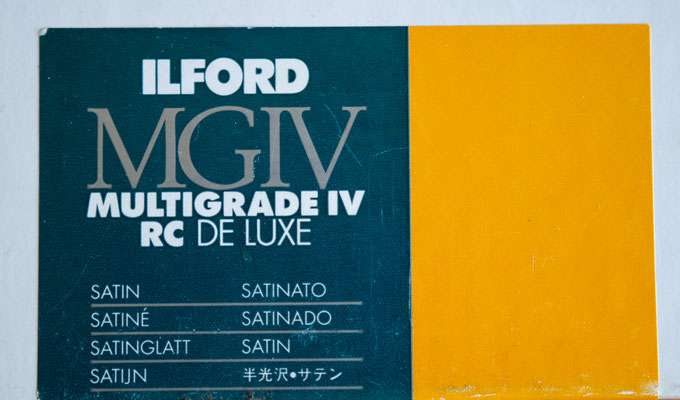 ILFORD
MGIV
MULTIGRADE IV
RC DE LUXE
SATIN SATINATO
SATINÉ SATINADO
SATINGLATT SATIN
SATIJN 半光沢•サテン